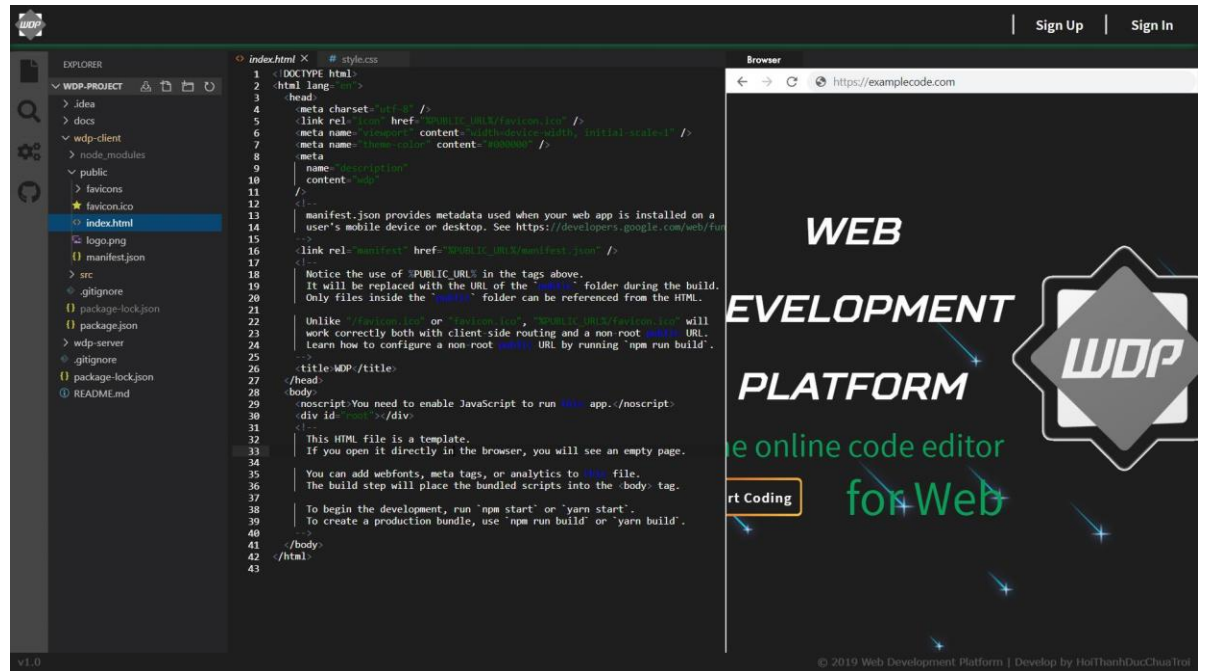 WDP
Sign Up
Sign In
EXPLORER
WDP-PROJECT
.idea
docs
wdp-client
node_modules
public
favicons
favicon.ico
index.html
logo.png
manifest.json
src
.gitignore
package-lock.json
package.json
wdp-server
.gitignore
package-lock.json
README.md
index.html
style.css
1 <!DOCTYPE html>
2 <html lang="en">
3 <head>
4 <meta charset="utf-8" />
5 <link rel="icon" href="%PUBLIC_URL%/favicon.ico" />
6 <meta name="viewport" content="width=device-width, initial-scale=1" />
7 <meta name="theme-color" content="#000000" />
8 <meta
9 name="description"
10 content="wdp"
11 />
12 <!--
13 manifest.json provides metadata used when your web app is installed on a
14 user's mobile device or desktop. See https://developers.google.com/web/fun
15 -->
16 <link rel="manifest" href="%PUBLIC_URL%/manifest.json" />
17 <!--
18 Notice the use of %PUBLIC_URL% in the tags above.
19 It will be replaced with the URL of the `public` folder during the build.
20 Only files inside the `public` folder can be referenced from the HTML.
21
22 Unlike "/favicon.ico" or "favicon.ico", "%PUBLIC_URL%/favicon.ico" will
23 work correctly both with client-side routing and a non-root public URL.
24 Learn how to configure a non-root public URL by running `npm run build`.
25 -->
26 <title>WDP</title>
27 </head>
28 <body>
29 <noscript>You need to enable JavaScript to run this app.</noscript>
30 <div id="root"></div>
31 <!--
32 This HTML file is a template.
33 If you open it directly in the browser, you will see an empty page.
34
35 You can add webfonts, meta tags, or analytics to this file.
36 The build step will place the bundled scripts into the <body> tag.
37
38 To begin the development, run `npm start` or `yarn start`.
39 To create a production bundle, use `npm run build` or `yarn build`.
40 -->
41 </body>
42 </html>
43
Browser
https://examplecode.com
WEB
EVELOPMENT
PLATFORM
WDP
e online code editor
for Web
rt Coding
v1.0
© 2019 Web Development Platform | Develop by HoiThanhDucChuaTroi